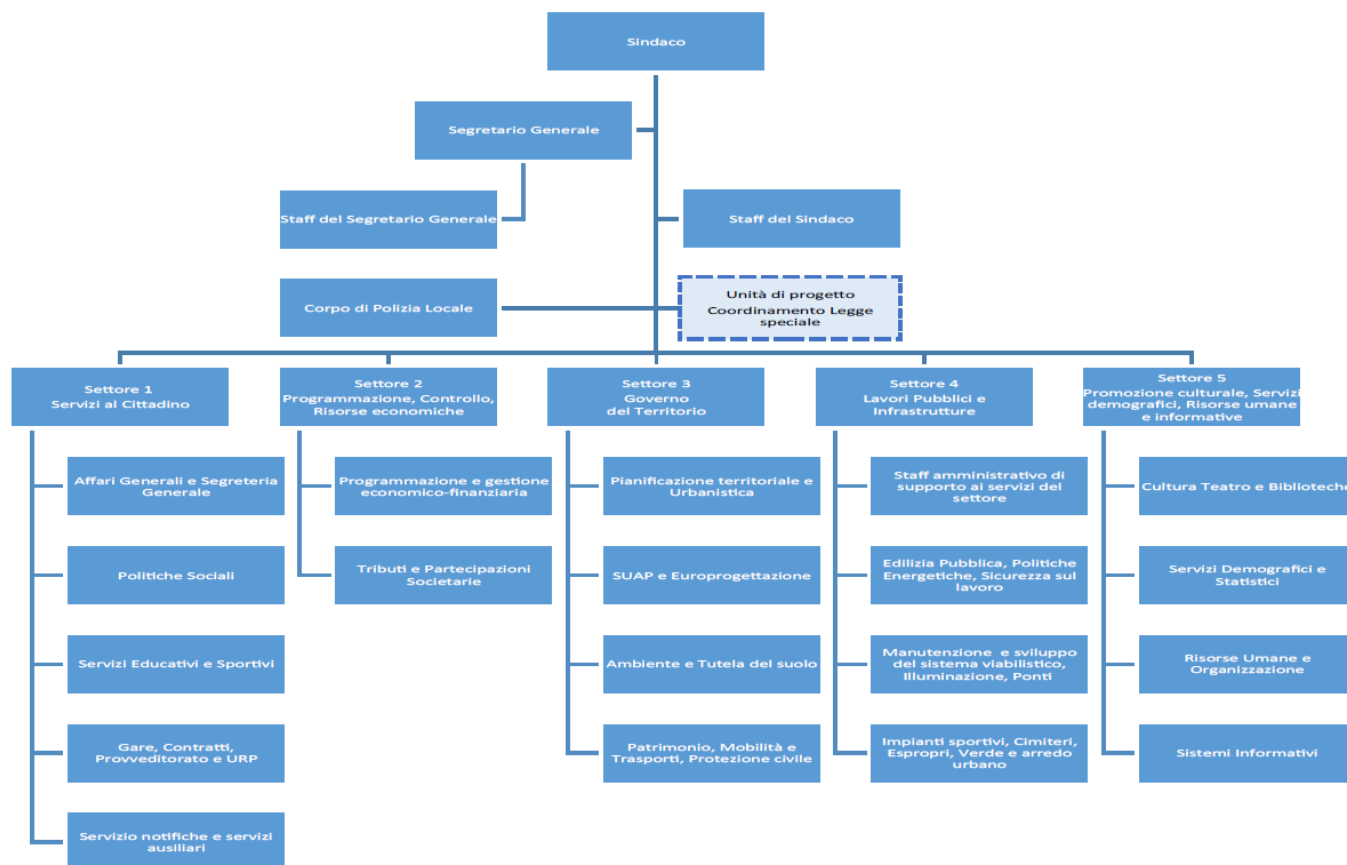 Sindaco
Segretario Generale
Staff del Segretario Generale
Staff del Sindaco
Corpo di Polizia Locale
Unità di progetto
Coordinamento Legge
speciale
Settore 1
Servizi al Cittadino
Settore 2
Programmazione, Controllo,
Risorse economiche
Settore 3
Governo
del Territorio
Settore 4
Lavori Pubblici e
Infrastrutture
Settore 5
Promozione culturale, Servizi
demografici, Risorse umane
e informative
Affari Generali e Segreteria
Generale
Politiche Sociali
Servizi Educativi e Sportivi
Gare, Contratti,
Provveditorato e URP
Servizio notifiche e servizi
ausiliari
Programmazione e gestione
economico-finanziaria
Tributi e Partecipazioni
Societarie
Pianificazione territoriale e
Urbanistica
SUAP e Europrogettazione
Ambiente e Tutela del suolo
Patrimonio, Mobilità e
Trasporti, Protezione civile
Staff amministrativo di
supporto ai servizi del
settore
Edilizia Pubblica, Politiche
Energetiche, Sicurezza sul
lavoro
Manutenzione e sviluppo
del sistema viabilistico,
Illuminazione, Ponti
Impianti sportivi, Cimiteri,
Espropri, Verde e arredo
urbano
Cultura Teatro e Biblioteche
Servizi Demografici e
Statistici
Risorse Umane e
Organizzazione
Sistemi Informativi